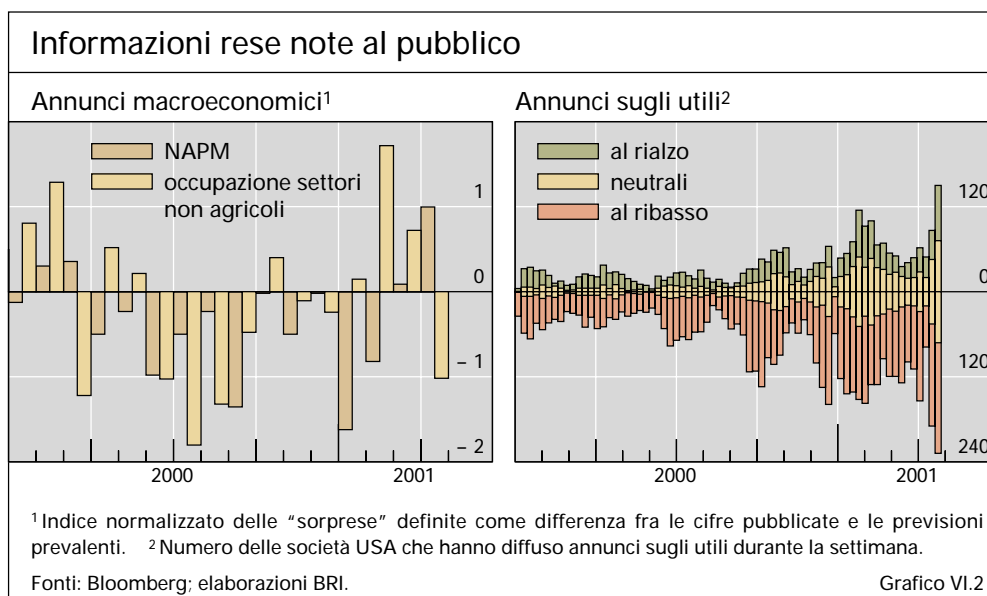 Informazioni rese note al pubblico
Annunci macroeconomici¹
NAPM
occupazione settori
non agricoli
1
0
– 1
– 2
2000
2001
Annunci sugli utili²
al rialzo
neutrali
al ribasso
120
0
120
240
2000
2001
¹ Indice normalizzato delle “sorprese” definite come differenza fra le cifre pubblicate e le previsioni
prevalenti. ² Numero delle società USA che hanno diffuso annunci sugli utili durante la settimana.
Fonti: Bloomberg; elaborazioni BRI.
Grafico VI.2